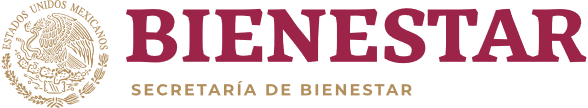 ESTADOS UNIDOS MEXICANOS
BIENESTAR
SECRETARÍA DE BIENESTAR